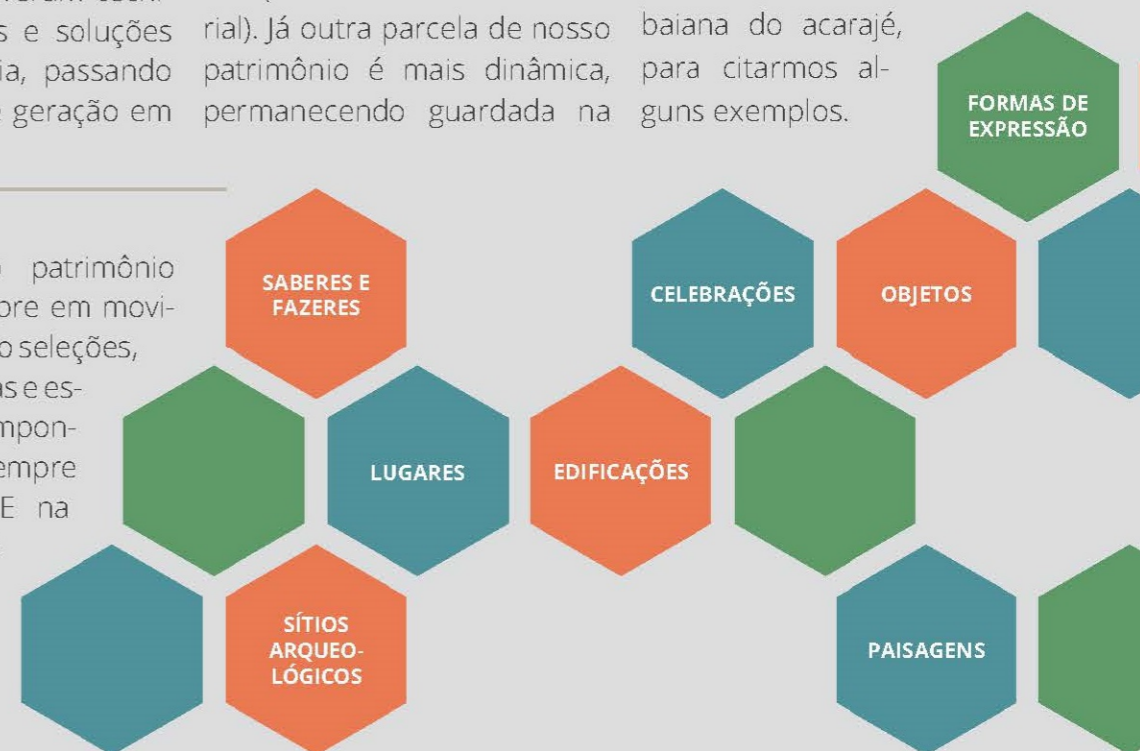 s e soluções
ia, passando
geração em
patrimônio
bre em movi-
o seleções,
as e es-
mpon-
empre
E na
rial). Já outra parcela de nosso
patrimônio é mais dinâmica,
permanecendo guardada na
baiana do acarajé,
para citarmos al-
guns exemplos.
FORMAS DE
EXPRESSÃO
SABERES E
FAZERES
CELEBRAÇÕES
OBJETOS
LUGARES
EDIFICAÇÕES
SÍTIOS
ARQUEO-
LÓGICOS
PAISAGENS